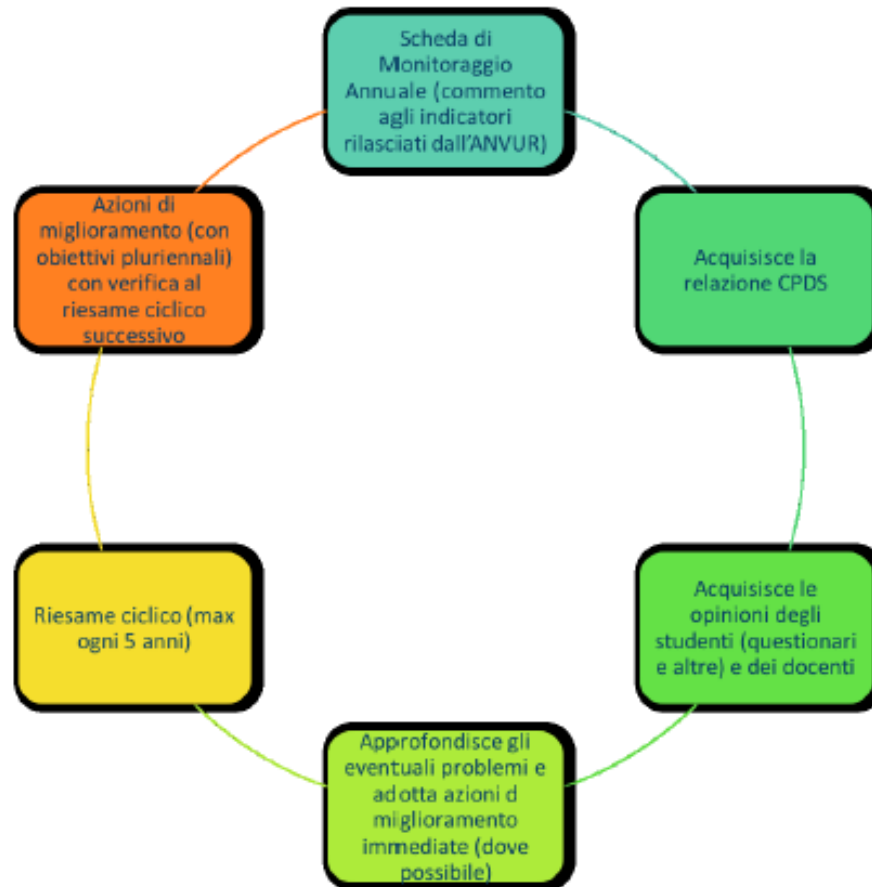 Scheda di
Monitoraggio
Annuale (commento
agli indicatori
rilasciati dall'ANVUR)
Acquisisce la
relazione CPDS
Acquisisce le
opinioni degli
studenti (questionari
e altre) e dei docenti
Approfondisce gli
eventuali problemi e
adotta azioni d
miglioramento
immediate (dove
possibile)
Riesame ciclico (max
ogni 5 anni)
Azioni di
miglioramento (con
obiettivi pluriennali)
con verifica al
riesame ciclico
successivo